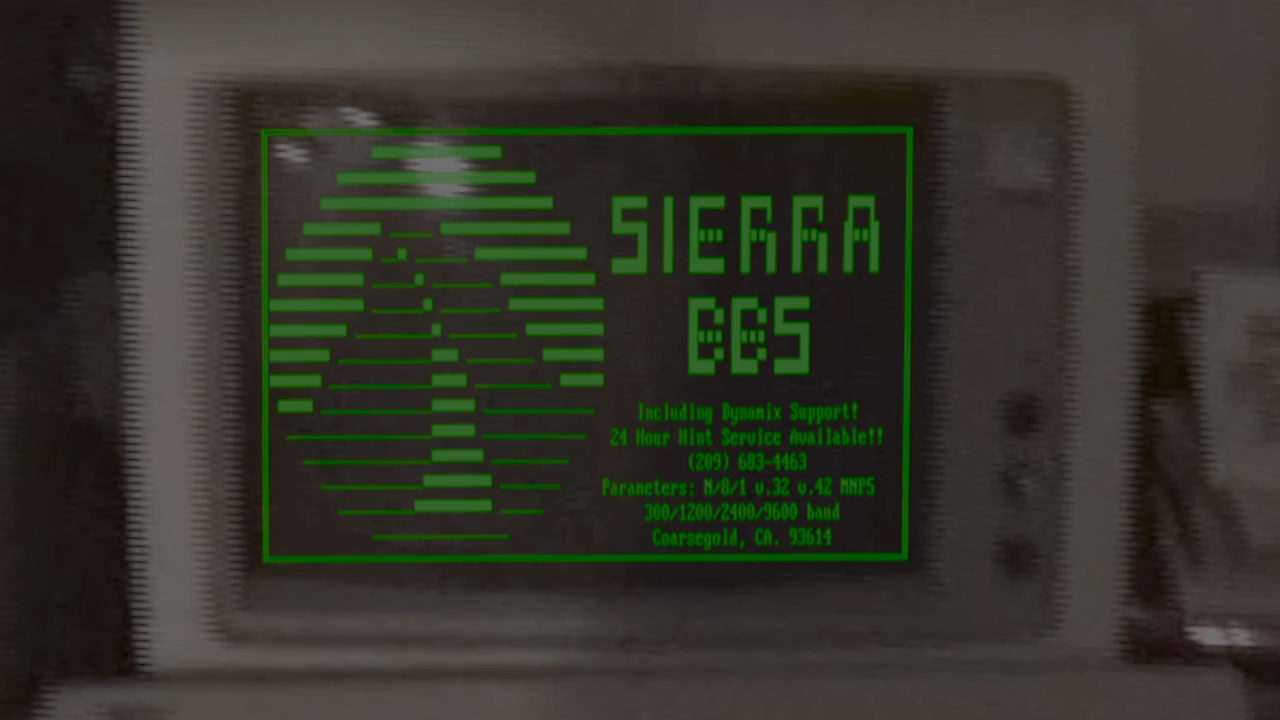 SIERRA
BBS
Including Dynamix Support!
24 Hour Hint Service Available!!
(209) 683-4463
Parameters: N/8/1 v.32 v.42 MNP5
300/1200/2400/9600 baud
Coarsegold, CA. 93614